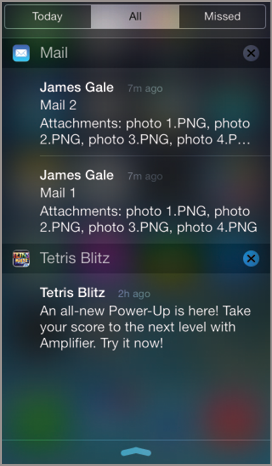 Today All Missed
Mail
James Gale 7m ago
Mail 2
Attachments: photo 1.PNG, photo
2.PNG, photo 3.PNG, photo 4.P…
James Gale 7m ago
Mail 1
Attachments: photo 1.PNG, photo
2.PNG, photo 3.PNG, photo 4.PNG
Tetris Blitz
Tetris Blitz 2h ago
An all-new Power-Up is here! Take
your score to the next level with
Amplifier. Try it now!